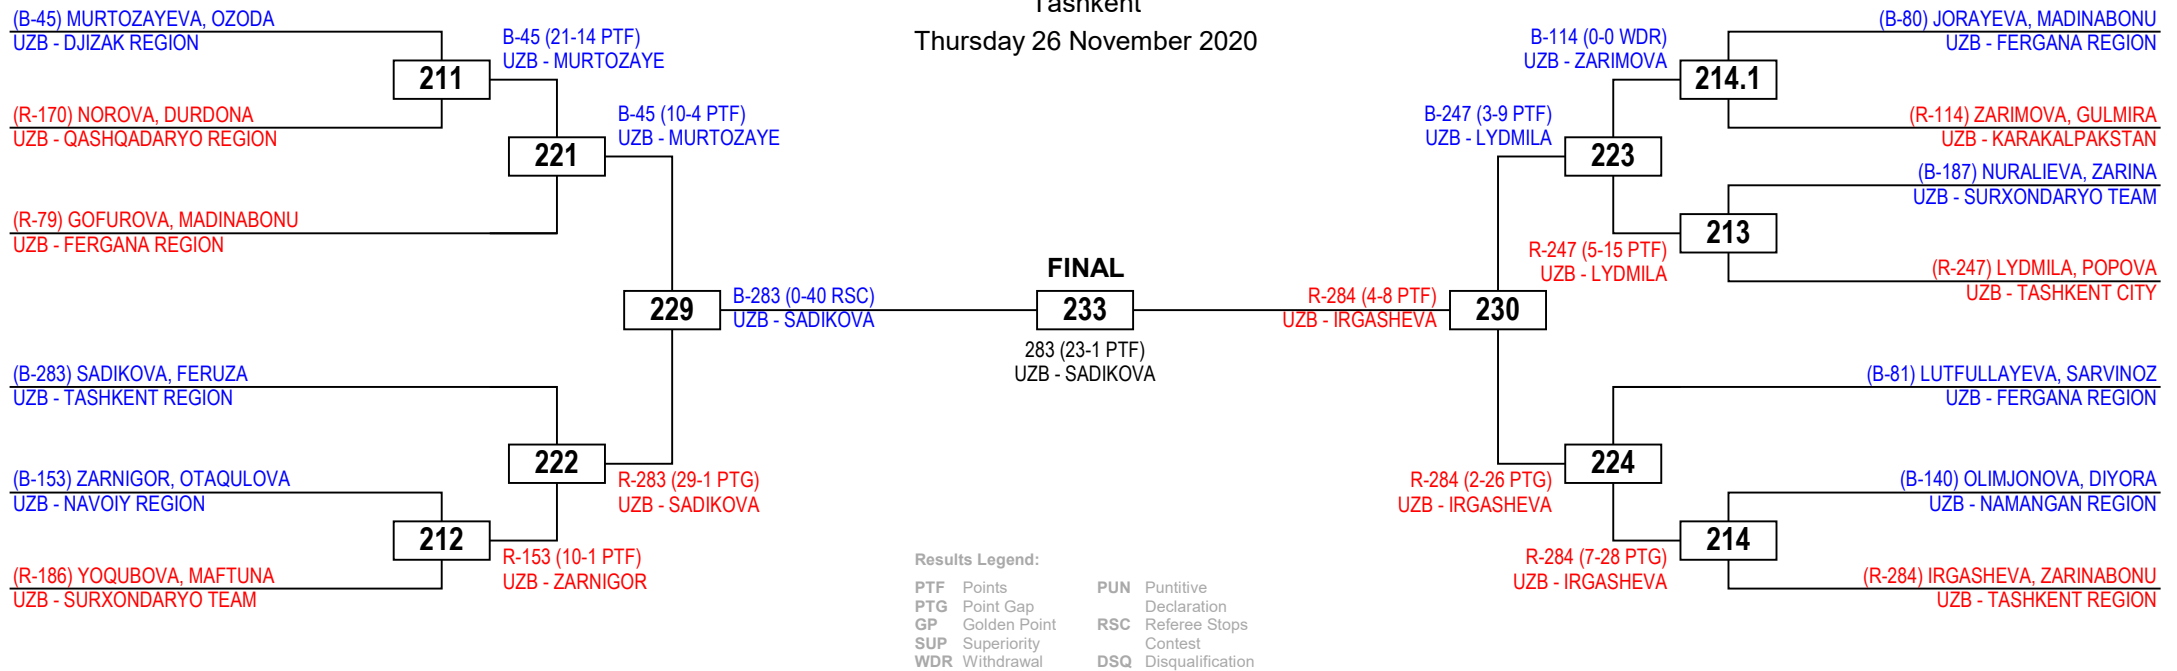 Tashkent
Thursday 26 November 2020
(B-45) MURTOZAYEVA, OZODA
UZB - DJIZAK REGION
211
(R-170) NOROVA, DURDONA
UZB - QASHQADARYO REGION
B-45 (21-14 PTF)
UZB - MURTOZAYE
221
(R-79) GOFUROVA, MADINABONU
UZB - FERGANA REGION
B-45 (10-4 PTF)
UZB - MURTOZAYE
229
(B-283) SADIKOVA, FERUZA
UZB - TASHKENT REGION
222
(B-153) ZARNIGOR, OTAQULOVA
UZB - NAVOIY REGION
212
(R-186) YOQUBOVA, MAFTUNA
UZB - SURXONDARYO TEAM
R-153 (10-1 PTF)
UZB - ZARNIGOR
R-283 (29-1 PTG)
UZB - SADIKOVA
B-283 (0-40 RSC)
UZB - SADIKOVA
FINAL
233
283 (23-1 PTF)
UZB - SADIKOVA
R-284 (4-8 PTF)
UZB - IRGASHEVA
230
B-247 (3-9 PTF)
UZB - LYDMILA
223
B-114 (0-0 WDR)
UZB - ZARIMOVA
214.1
(B-80) JORAYEVA, MADINABONU
UZB - FERGANA REGION
(R-114) ZARIMOVA, GULMIRA
UZB - KARAKALPAKSTAN
(B-187) NURALIEVA, ZARINA
UZB - SURXONDARYO TEAM
213
R-247 (5-15 PTF)
UZB - LYDMILA
(R-247) LYDMILA, POPOVA
UZB - TASHKENT CITY
(B-81) LUTFULLAYEVA, SARVINOZ
UZB - FERGANA REGION
224
R-284 (2-26 PTG)
UZB - IRGASHEVA
(B-140) OLIMJONOVA, DIYORA
UZB - NAMANGAN REGION
214
R-284 (7-28 PTG)
UZB - IRGASHEVA
(R-284) IRGASHEVA, ZARINABONU
UZB - TASHKENT REGION
Results Legend:
PTF Points
PTG Point Gap
GP Golden Point
SUP Superiority
WDR Withdrawal
PUN Puntitive
Declaration
RSC Referee Stops
Contest
DSQ Disqualification